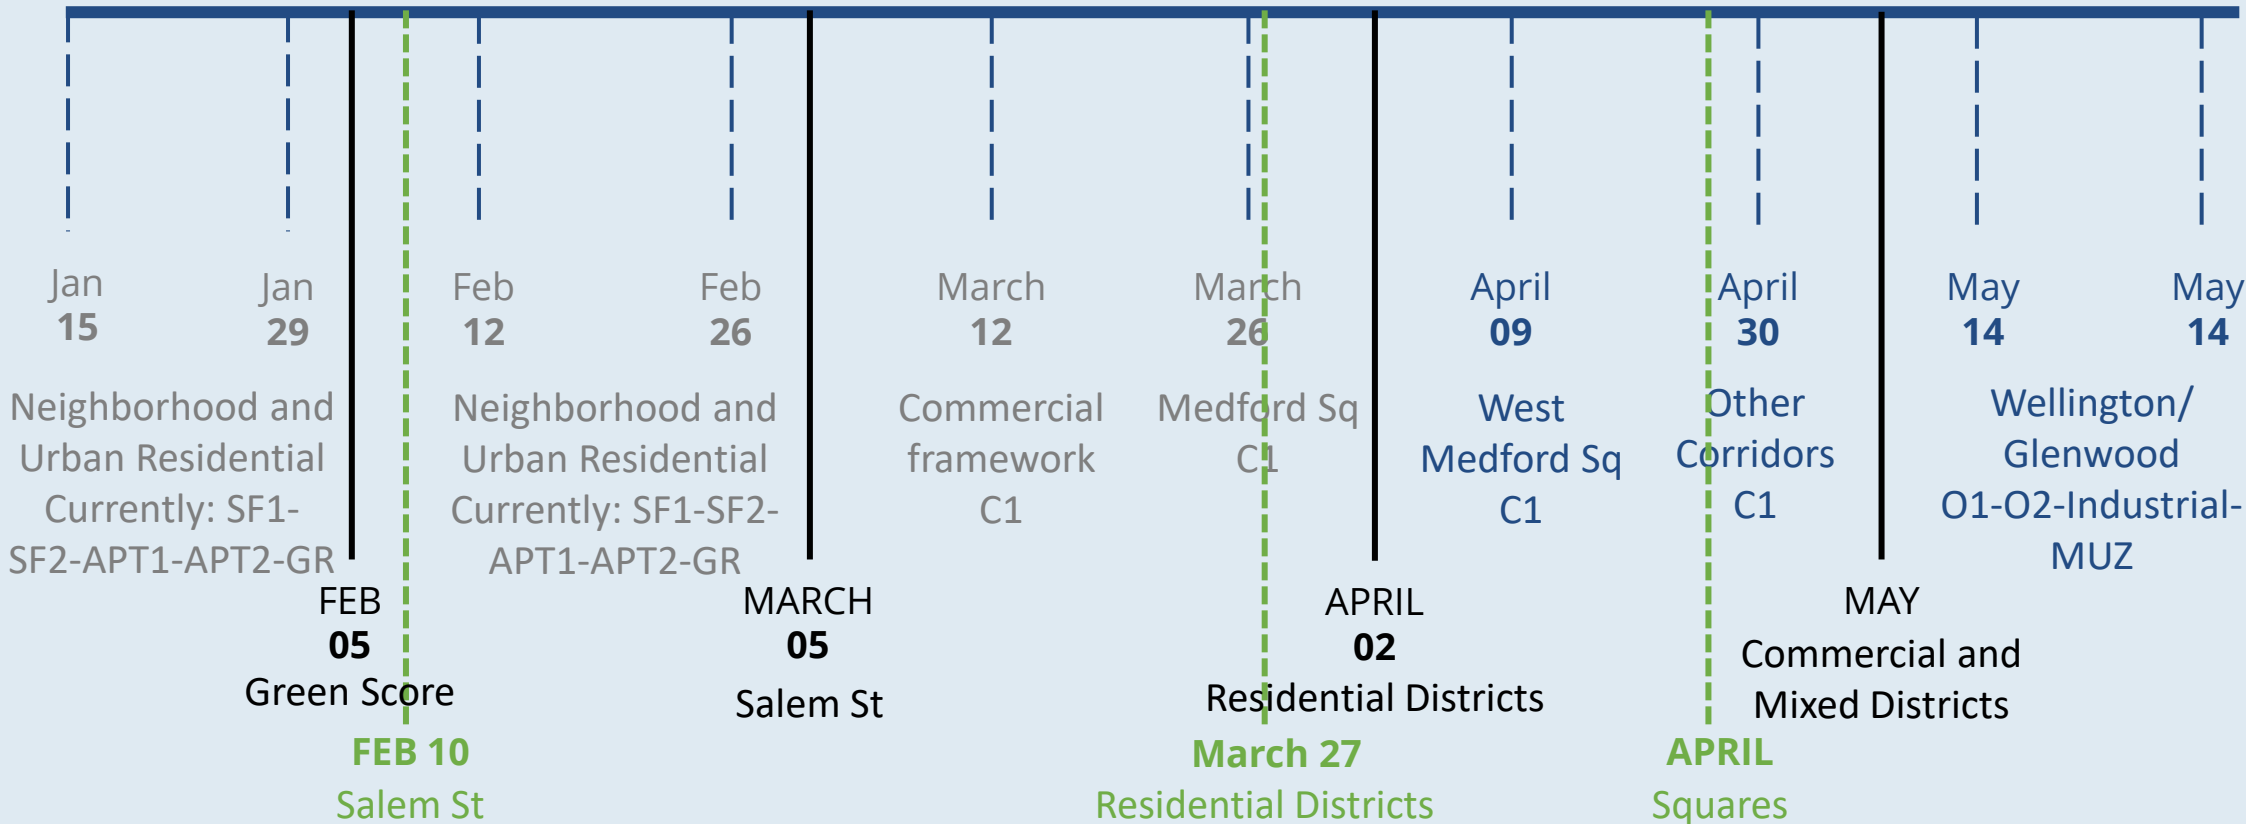 Jan
15
Jan
29
Feb
12
Feb
26
March
12
March
26
April
09
April
30
May
14
May
14
Neighborhood and
Urban Residential
Currently: SF1-
SF2-APT1-APT2-GR
Neighborhood and
Urban Residential
Currently: SF1-SF2-
APT1-APT2-GR
Commercial
framework
C1
Medford Sq
C1
West
Medford Sq
C1
Other
Corridors
C1
Wellington/
Glenwood
O1-O2-Industrial-
MUZ
FEB
05
Green Score
MARCH
05
Salem St
APRIL
02
Residential Districts
MAY
Commercial and
Mixed Districts
FEB 10
Salem St
March 27
Residential Districts
APRIL
Squares